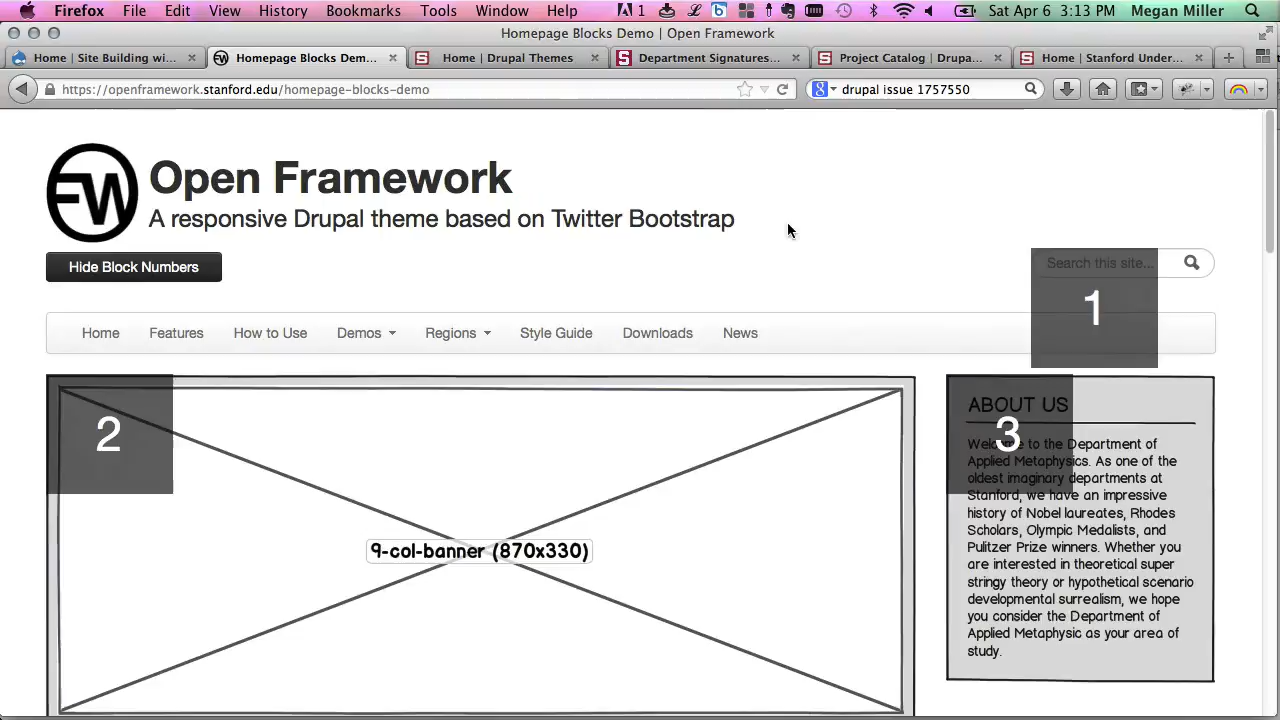 Firefox File Edit View History Bookmarks Tools Window Help 1 Sat Apr 6 3:13 PM Megan Miller
Homepage Blocks Demo | Open Framework
Home | Site Building wi... Homepage Blocks Dem... Home | Drupal Themes Department Signatures... Project Catalog | Drupa... Home | Stanford Under...
https://openframework.stanford.edu/homepage-blocks-demo drupal issue 1757550
FW
Open Framework
A responsive Drupal theme based on Twitter Bootstrap
Hide Block Numbers
Search this site...
1
Home Features How to Use Demos Regions Style Guide Downloads News
2
9-col-banner (870x330)
3
ABOUT US
Welcome to the Department of
Applied Metaphysics. As one of the
oldest imaginary departments at
Stanford, we have an impressive
history of Nobel laureates, Rhodes
Scholars, Olympic Medalists, and
Pulitzer Prize winners. Whether you
are interested in theoretical super
stringy theory or hypothetical scenario
developmental surrealism, we hope
you consider the Department of
Applied Metaphysic as your area of
study.